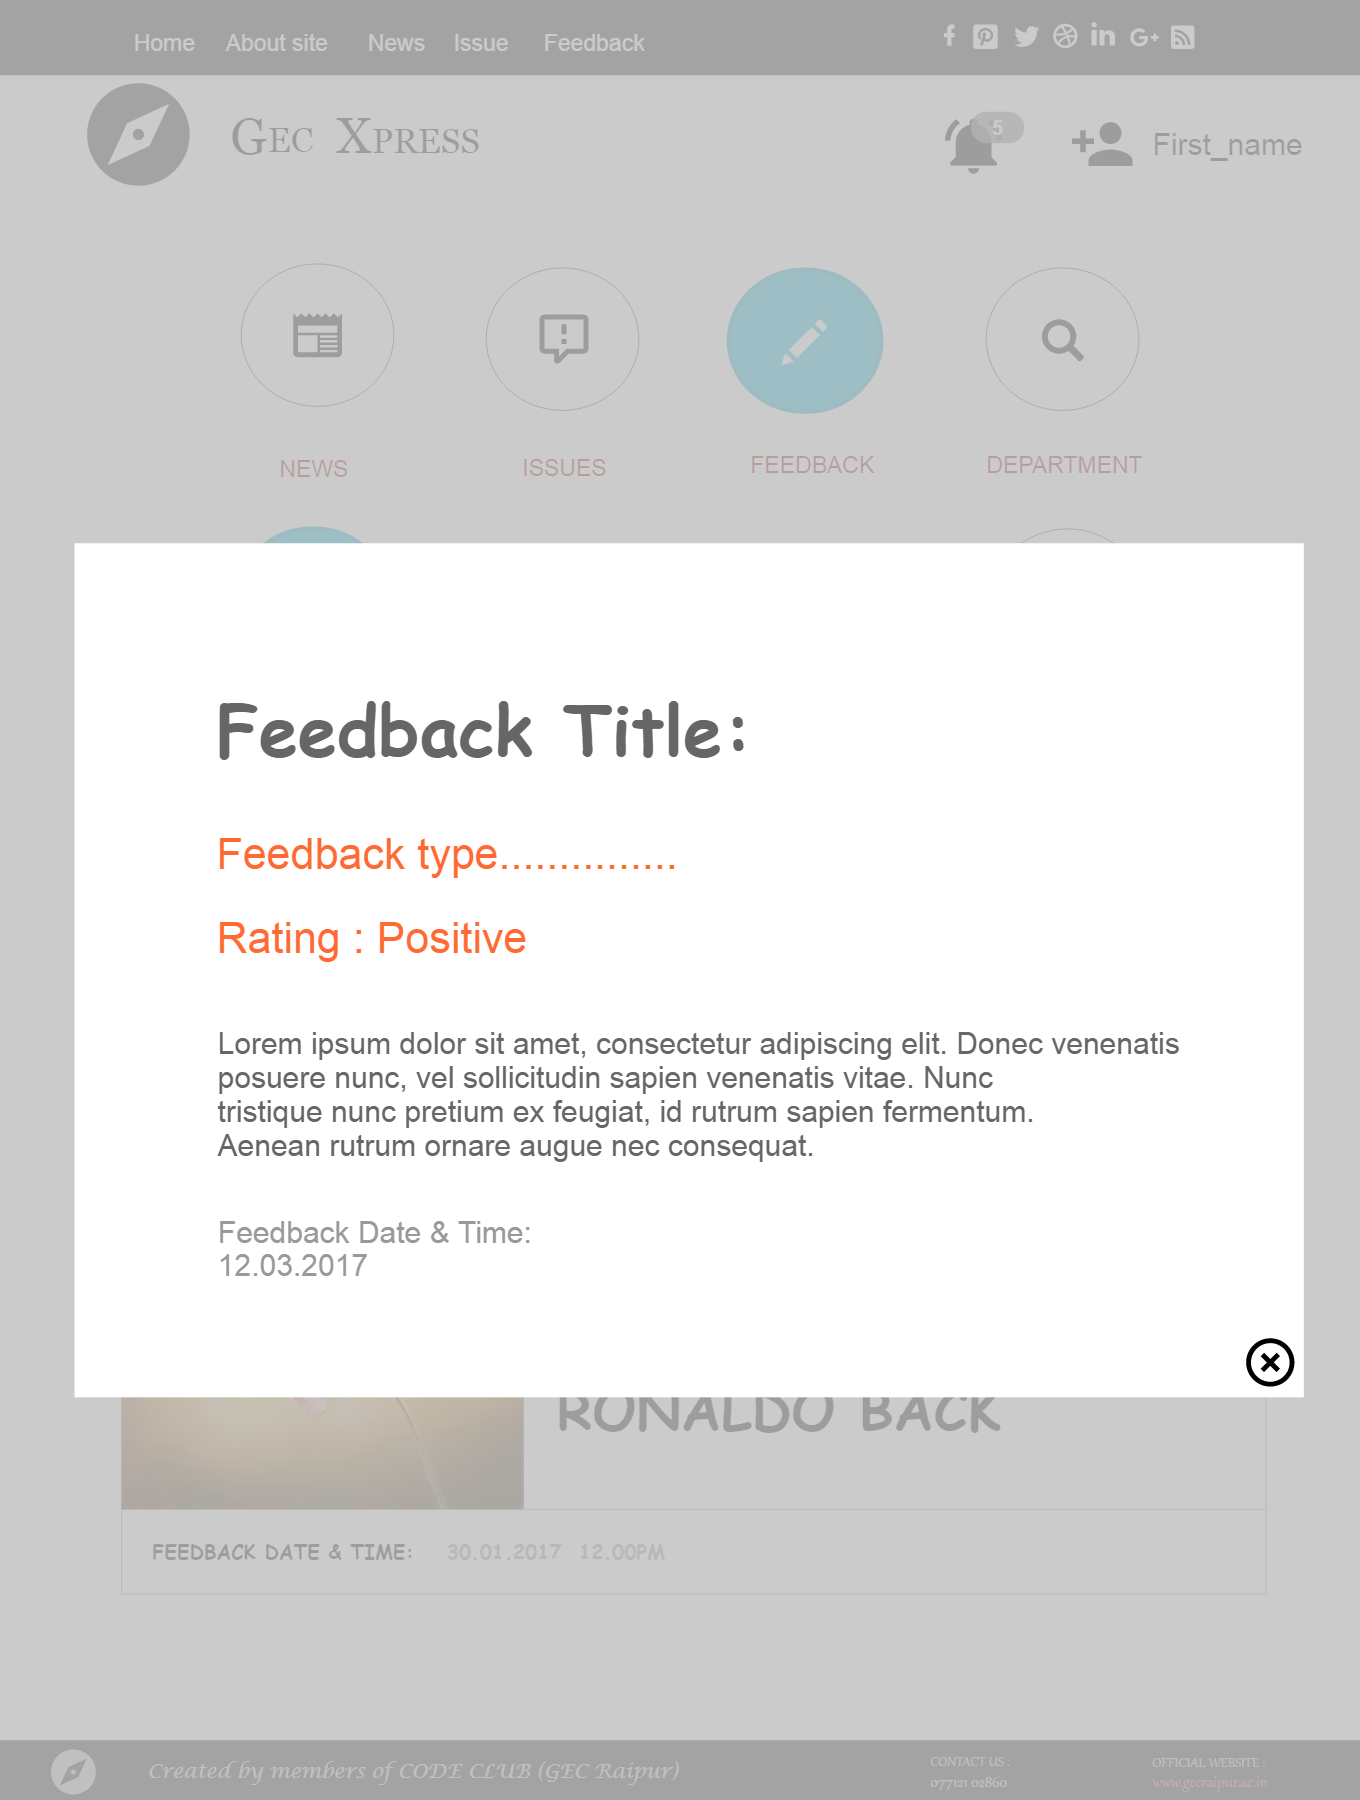 Home About site News Issue Feedback
GEC XPRESS
5
First_name
NEWS ISSUES FEEDBACK DEPARTMENT
Feedback Title:
Feedback type...............
Rating : Positive
Lorem ipsum dolor sit amet, consectetur adipiscing elit. Donec venenatis
posuere nunc, vel sollicitudin sapien venenatis vitae. Nunc
tristique nunc pretium ex feugiat, id rutrum sapien fermentum.
Aenean rutrum ornare augue nec consequat.
Feedback Date & Time:
12.03.2017
RONALDO BACK
FEEDBACK DATE & TIME: 30.01.2017 12.00PM
Created by members of CODE CLUB (GEC Raipur)
CONTACT US :
077121 02860
OFFICIAL WEBSITE :
www.gecraipur.ac.in